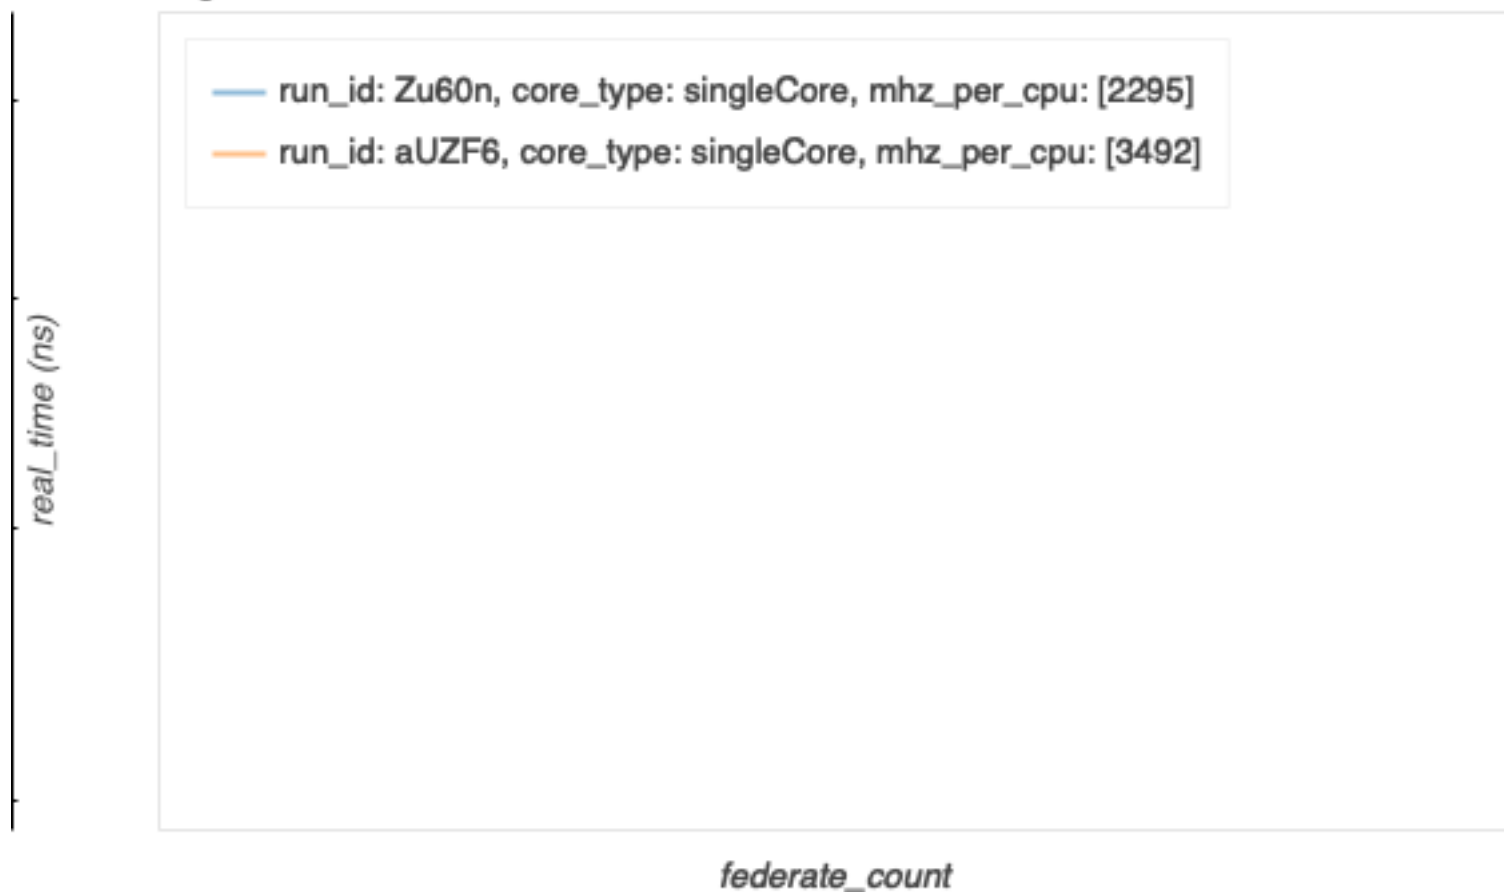 run_id: Zu60n, core_type: singleCore, mhz_per_cpu: [2295]
run_id: aUZF6, core_type: singleCore, mhz_per_cpu: [3492]
real_time (ns)
federate_count